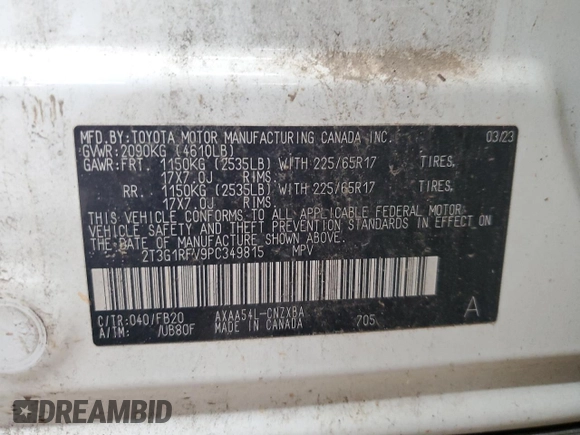 MFD.BY:TOYOTA MOTOR MANUFACTURING CANADA INC. 03/23
GVWR:2090KG (4610LB)
GAWR:FRT. 1150KG (2535LB) WITH 225/65R17 TIRES.
17X7.0J RIMS.
RR. 1150KG (2535LB) WITH 225/65R17 TIRES.
17X7.0J RIMS.
THIS VEHICLE CONFORMS TO ALL APPLICABLE FEDERAL MOTOR
VEHICLE SAFETY AND THEFT PREVENTION STANDARDS IN EFFECT ON
THE DATE OF MANUFACTURE SHOWN ABOVE.
2T3G1RFV9PC349815 MPV
C/TR:040/FB20 AXAA54L-CNZXBA A
A/TM: /UB80F MADE IN CANADA 705
DREAMBID